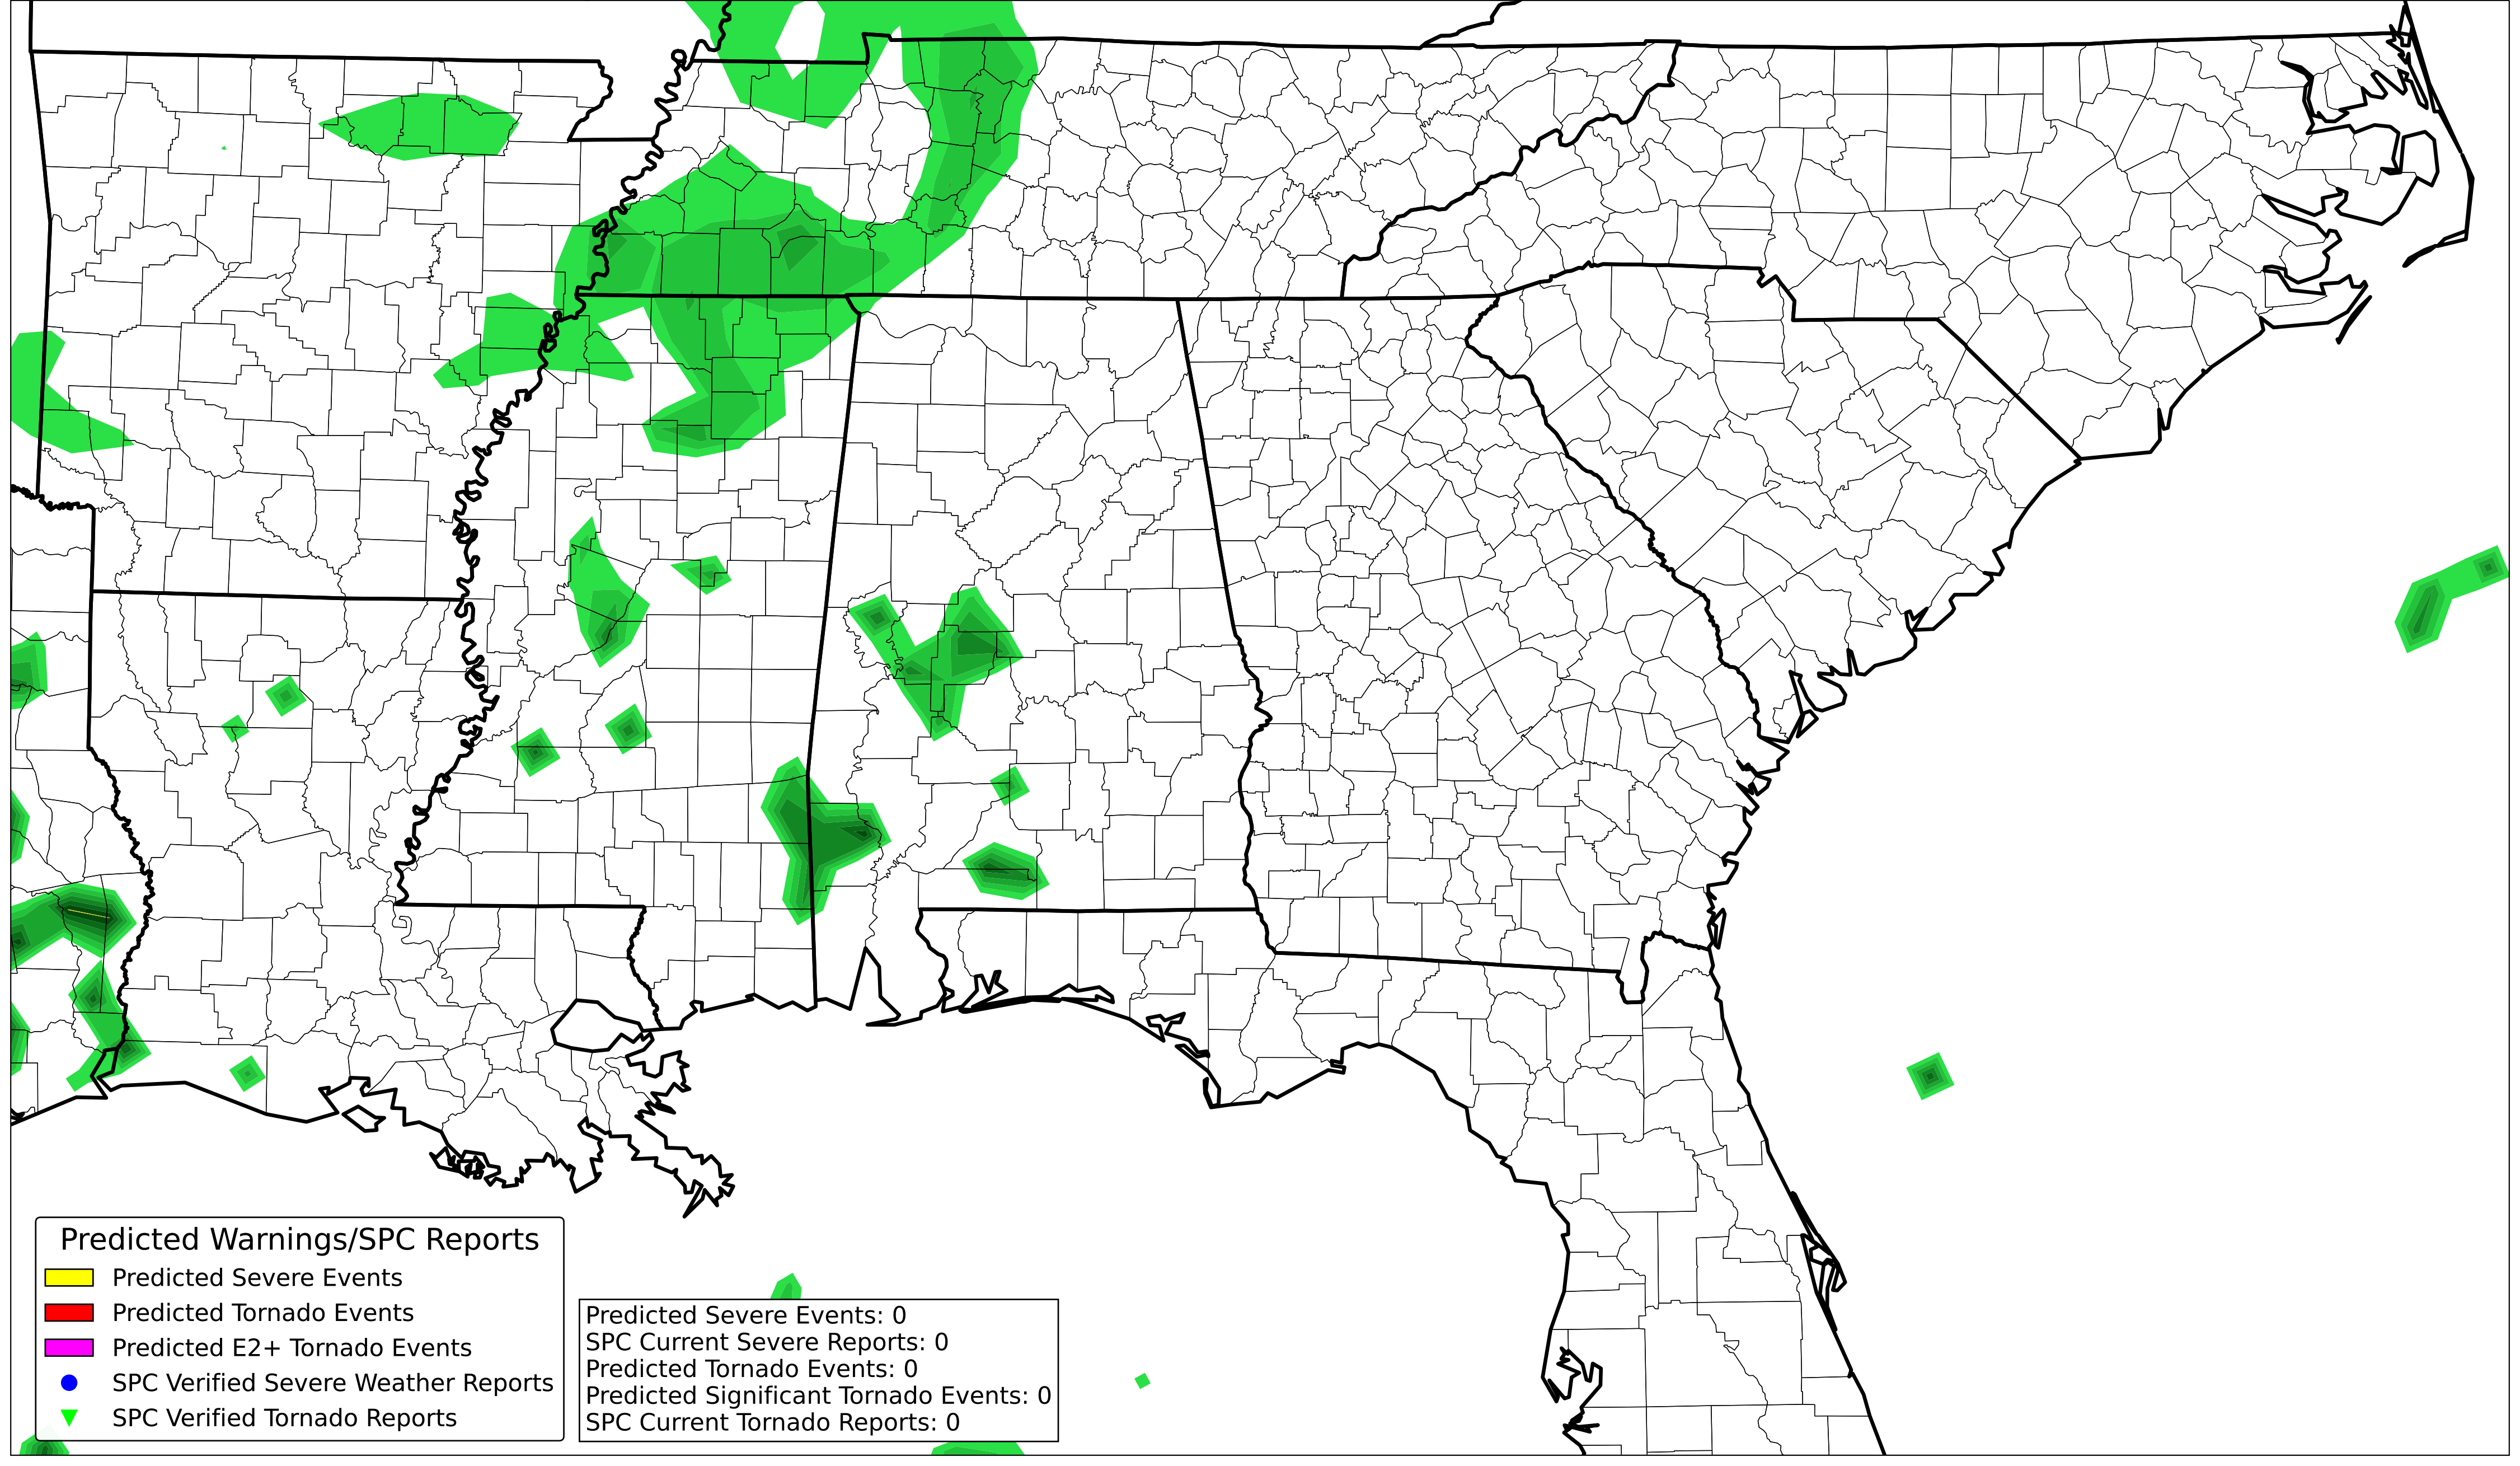 Predicted Warnings/SPC Reports
Predicted Severe Events
Predicted Tornado Events
Predicted E2+ Tornado Events
SPC Verified Severe Weather Reports
SPC Verified Tornado Reports
Predicted Severe Events: 0
SPC Current Severe Reports: 0
Predicted Tornado Events: 0
Predicted Significant Tornado Events: 0
SPC Current Tornado Reports: 0